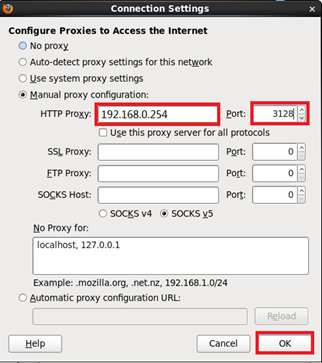 Connection Settings
Configure Proxies to Access the Internet
No proxy
Auto-detect proxy settings for this network
Use system proxy settings
Manual proxy configuration:
HTTP Proxy: 192.168.0.254 Port: 3128
Use this proxy server for all protocols
SSL Proxy: Port: 0
FTP Proxy: Port: 0
SOCKS Host: Port: 0
SOCKS v4 SOCKS v5
No Proxy for:
localhost, 127.0.0.1
Example: .mozilla.org, .net.nz, 192.168.1.0/24
Automatic proxy configuration URL:
Reload
Help Cancel OK